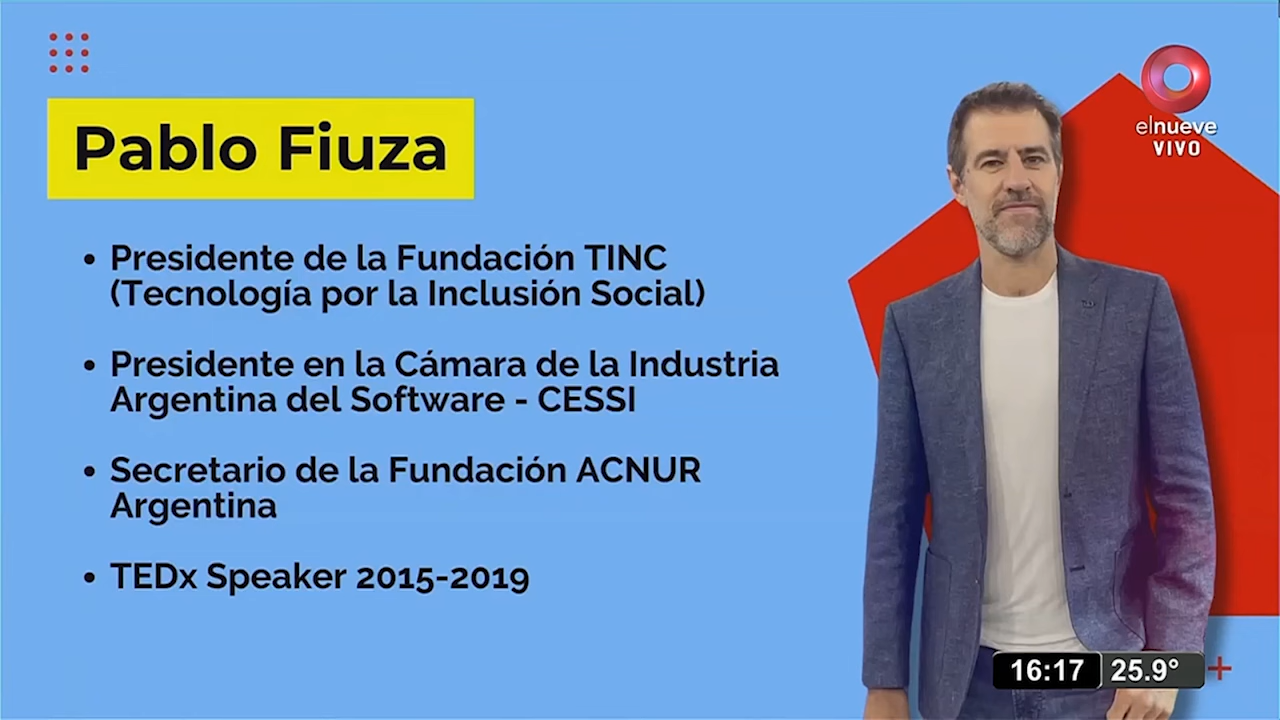 Pablo Fiuza
elnueve
VIVO
• Presidente de la Fundación TINC
(Tecnología por la Inclusión Social)
• Presidente en la Cámara de la Industria
Argentina del Software - CESSI
• Secretario de la Fundación ACNUR
Argentina
• TEDx Speaker 2015-2019
16:17 25.9°